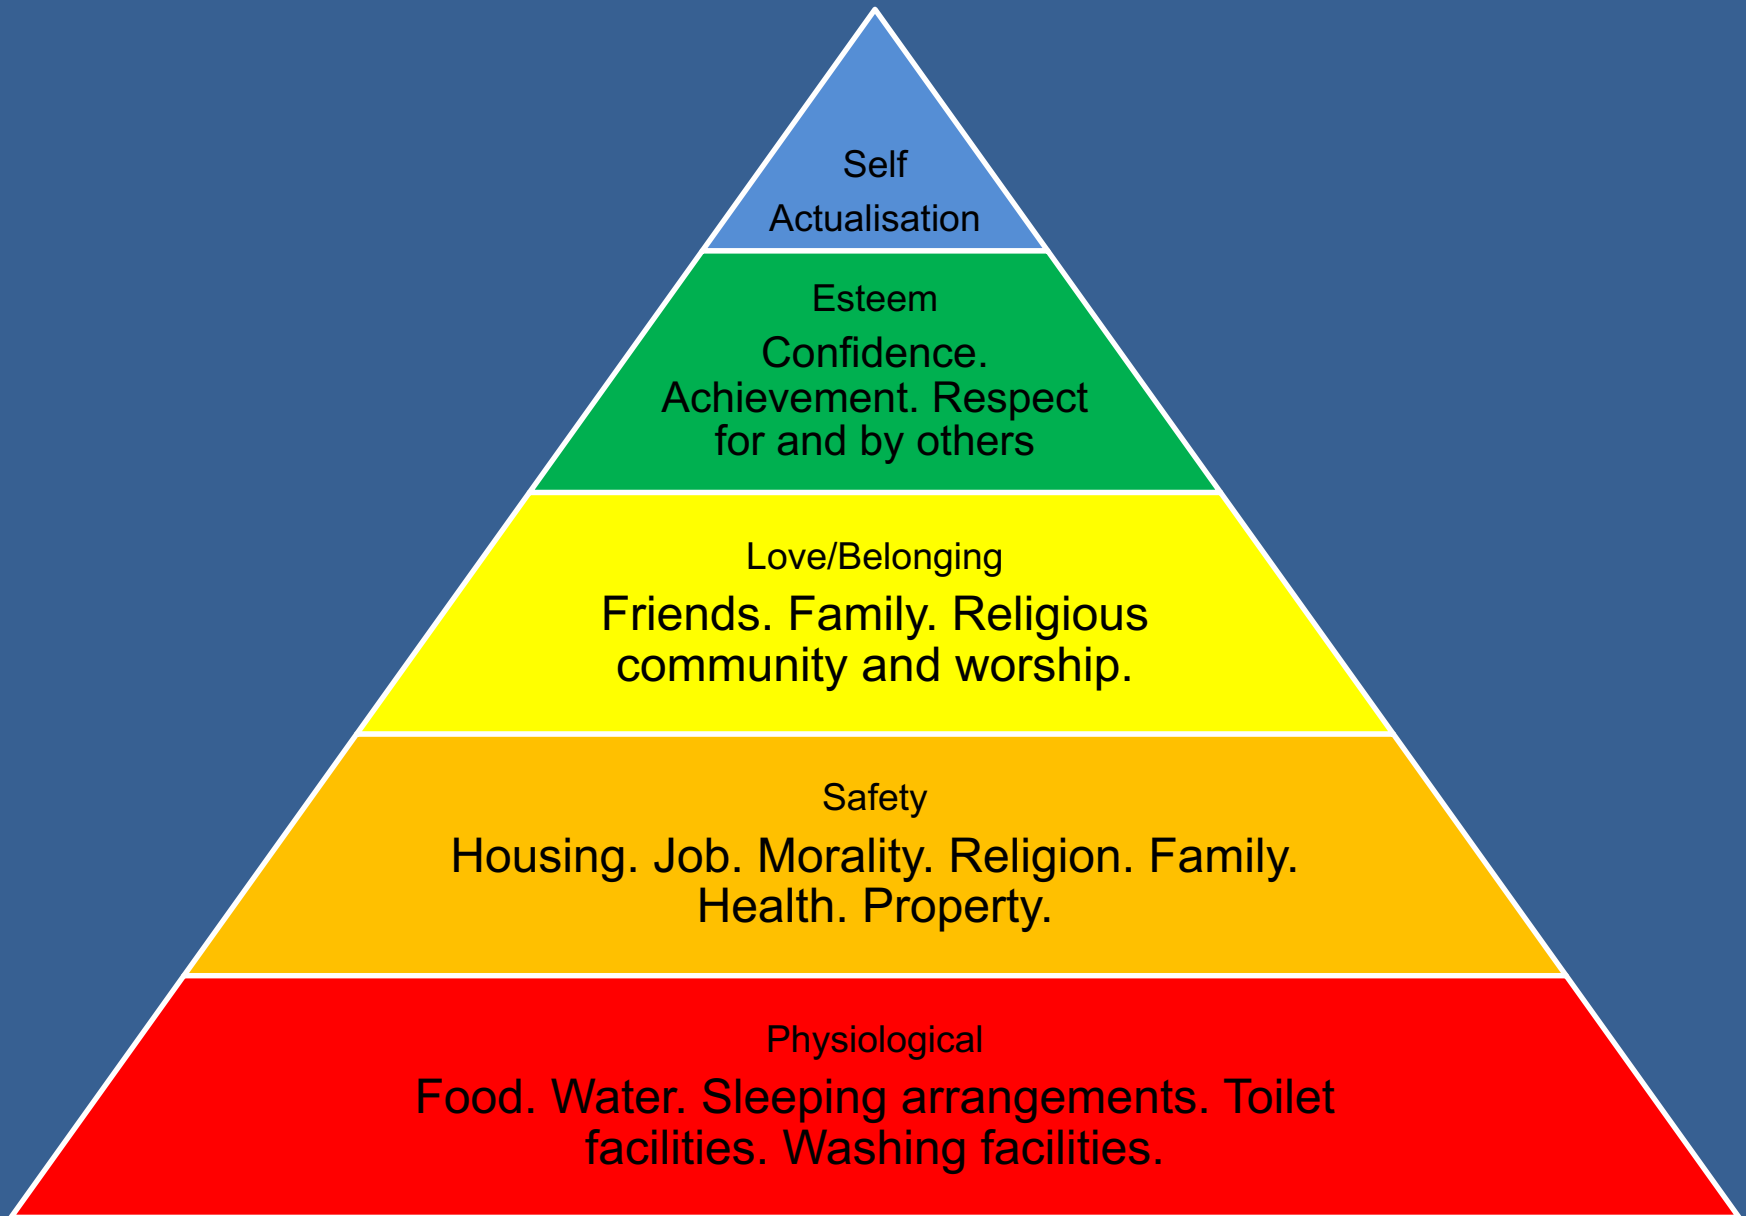 Self
Actualisation
Esteem
Confidence.
Achievement. Respect
for and by others
Love/Belonging
Friends. Family. Religious
community and worship.
Safety
Housing. Job. Morality. Religion. Family.
Health. Property.
Physiological
Food. Water. Sleeping arrangements. Toilet
facilities. Washing facilities.